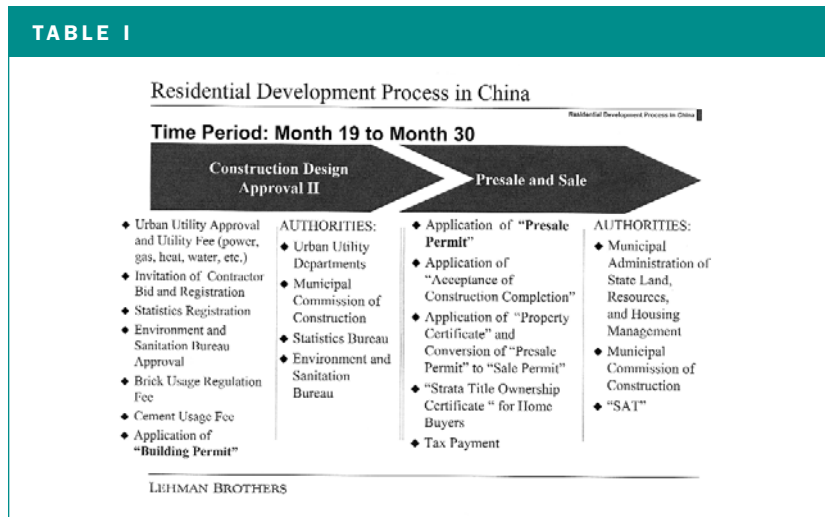 TABLE I
Residential Development Process in China
Residential Development Process in China
Time Period: Month 19 to Month 30
Construction Design
Approval II
Presale and Sale
◆ Urban Utility Approval
and Utility Fee (power,
gas, heat, water, etc.)
◆ Invitation of Contractor
Bid and Registration
◆ Statistics Registration
◆ Environment and
Sanitation Bureau
Approval
◆ Brick Usage Regulation
Fee
◆ Cement Usage Fee
◆ Application of
"Building Permit"
AUTHORITIES:
◆ Urban Utility
Departments
◆ Municipal
Commission of
Construction
◆ Statistics Bureau
◆ Environment and
Sanitation
Bureau
◆ Application of "Presale
Permit"
◆ Application of
"Acceptance of
Construction Completion"
◆ Application of "Property
Certificate" and
Conversion of "Presale
Permit" to "Sale Permit"
◆ "Strata Title Ownership
Certificate " for Home
Buyers
◆ Tax Payment
AUTHORITIES:
◆ Municipal
Administration of
State Land,
Resources,
and Housing
Management
◆ Municipal
Commission of
Construction
◆ "SAT"
LEHMAN BROTHERS